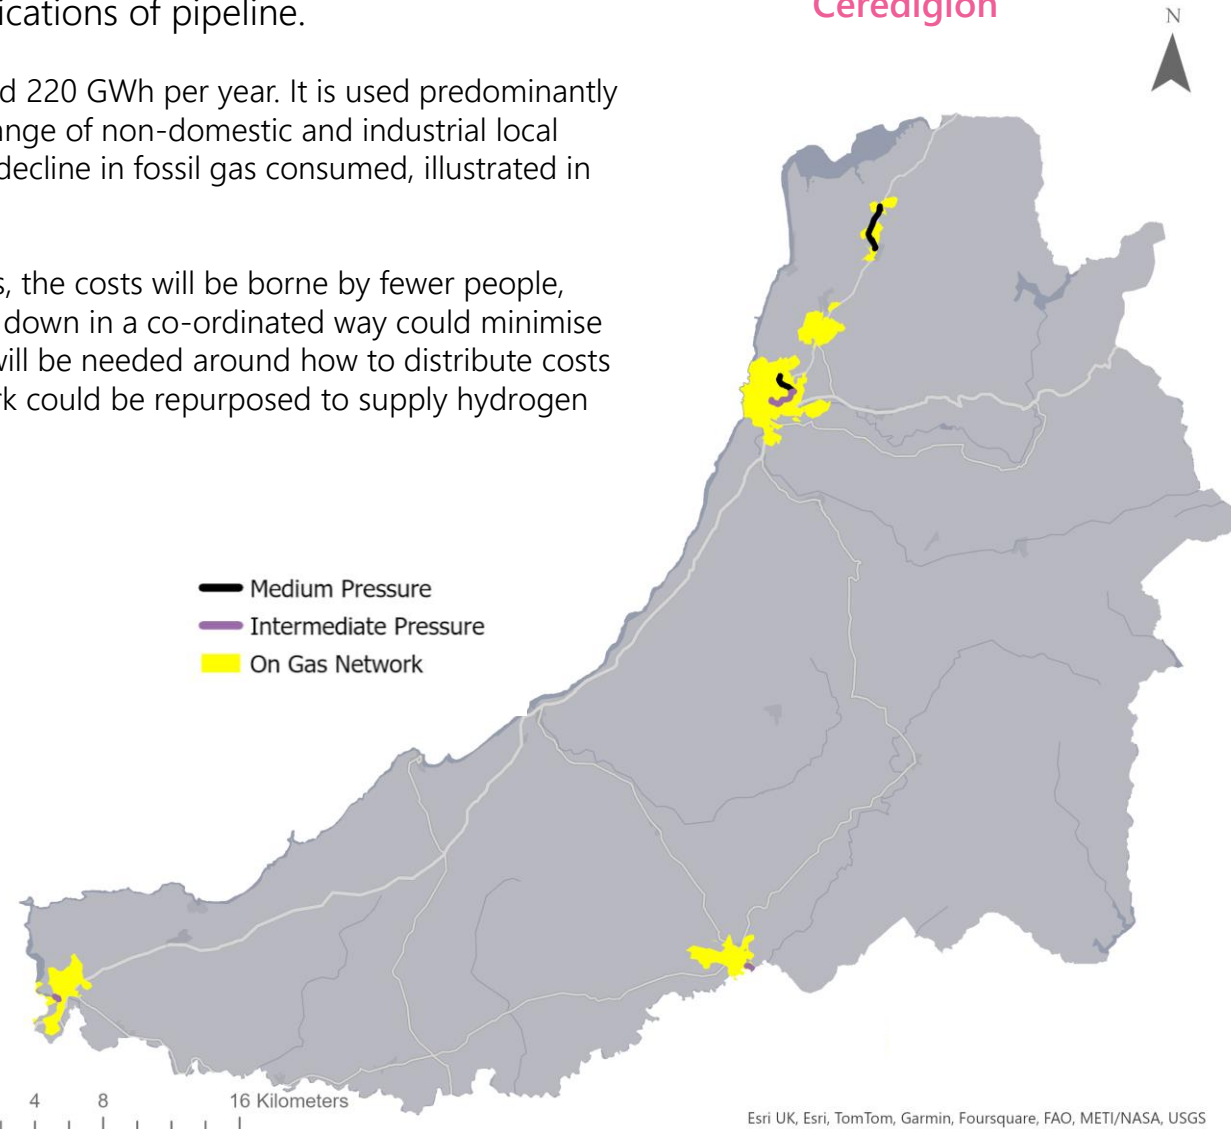 ications of pipeline.
Ceredigion
N
d 220 GWh per year. It is used predominantly
ange of non-domestic and industrial local
decline in fossil gas consumed, illustrated in
s, the costs will be borne by fewer people,
down in a co-ordinated way could minimise
will be needed around how to distribute costs
rk could be repurposed to supply hydrogen
Medium Pressure
Intermediate Pressure
On Gas Network
4 8 16 Kilometers
Esri UK, Esri, TomTom, Garmin, Foursquare, FAO, METI/NASA, USGS